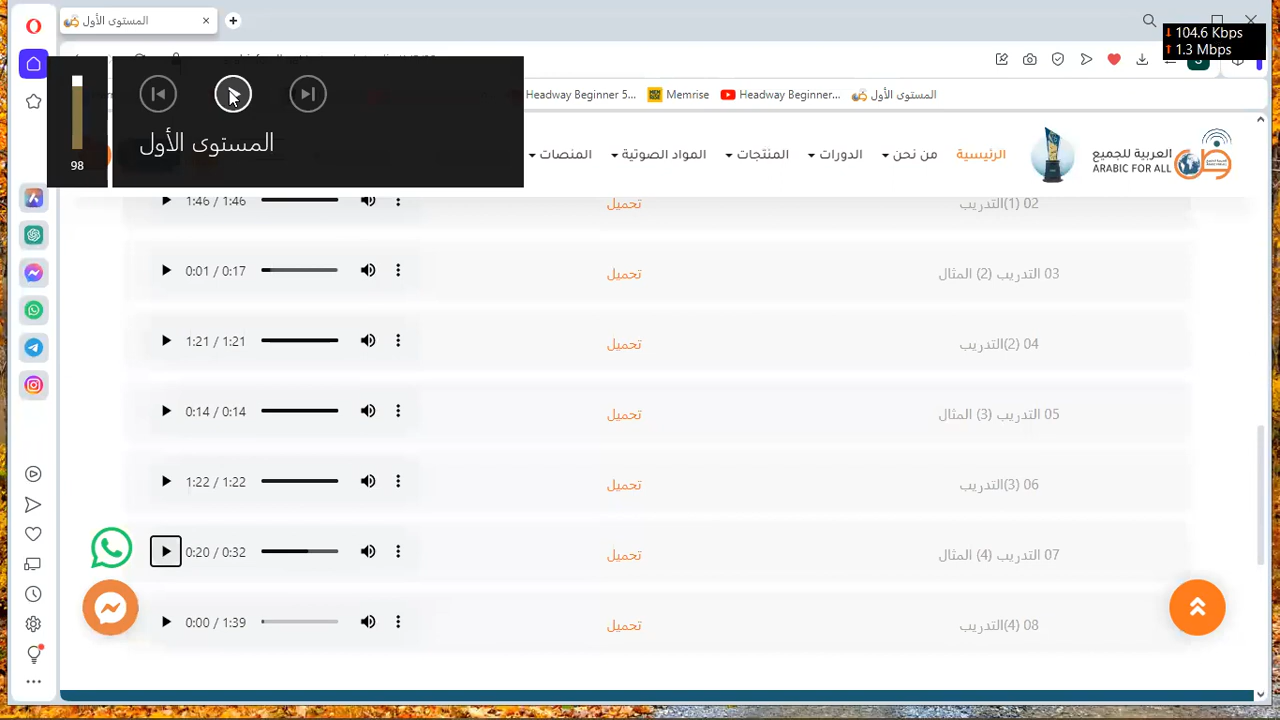 المستوى الأول
104.6 Kbps
1.3 Mbps
Headway Beginner 5...
Memrise
Headway Beginner...
المستوى الأول
98
المستوى الأول
العربية للجميع
ARABIC FOR ALL
الرئيسية
من نحن
الدورات
المنتجات
المواد الصوتية
المنصات
02 (1)التدريب
تحميل
1:46 / 1:46
03 التدريب (2) المثال
تحميل
0:01 / 0:17
04 (2)التدريب
تحميل
1:21 / 1:21
05 التدريب (3) المثال
تحميل
0:14 / 0:14
06 (3)التدريب
تحميل
1:22 / 1:22
07 التدريب (4) المثال
تحميل
0:20 / 0:32
08 (4)التدريب
تحميل
0:00 / 1:39